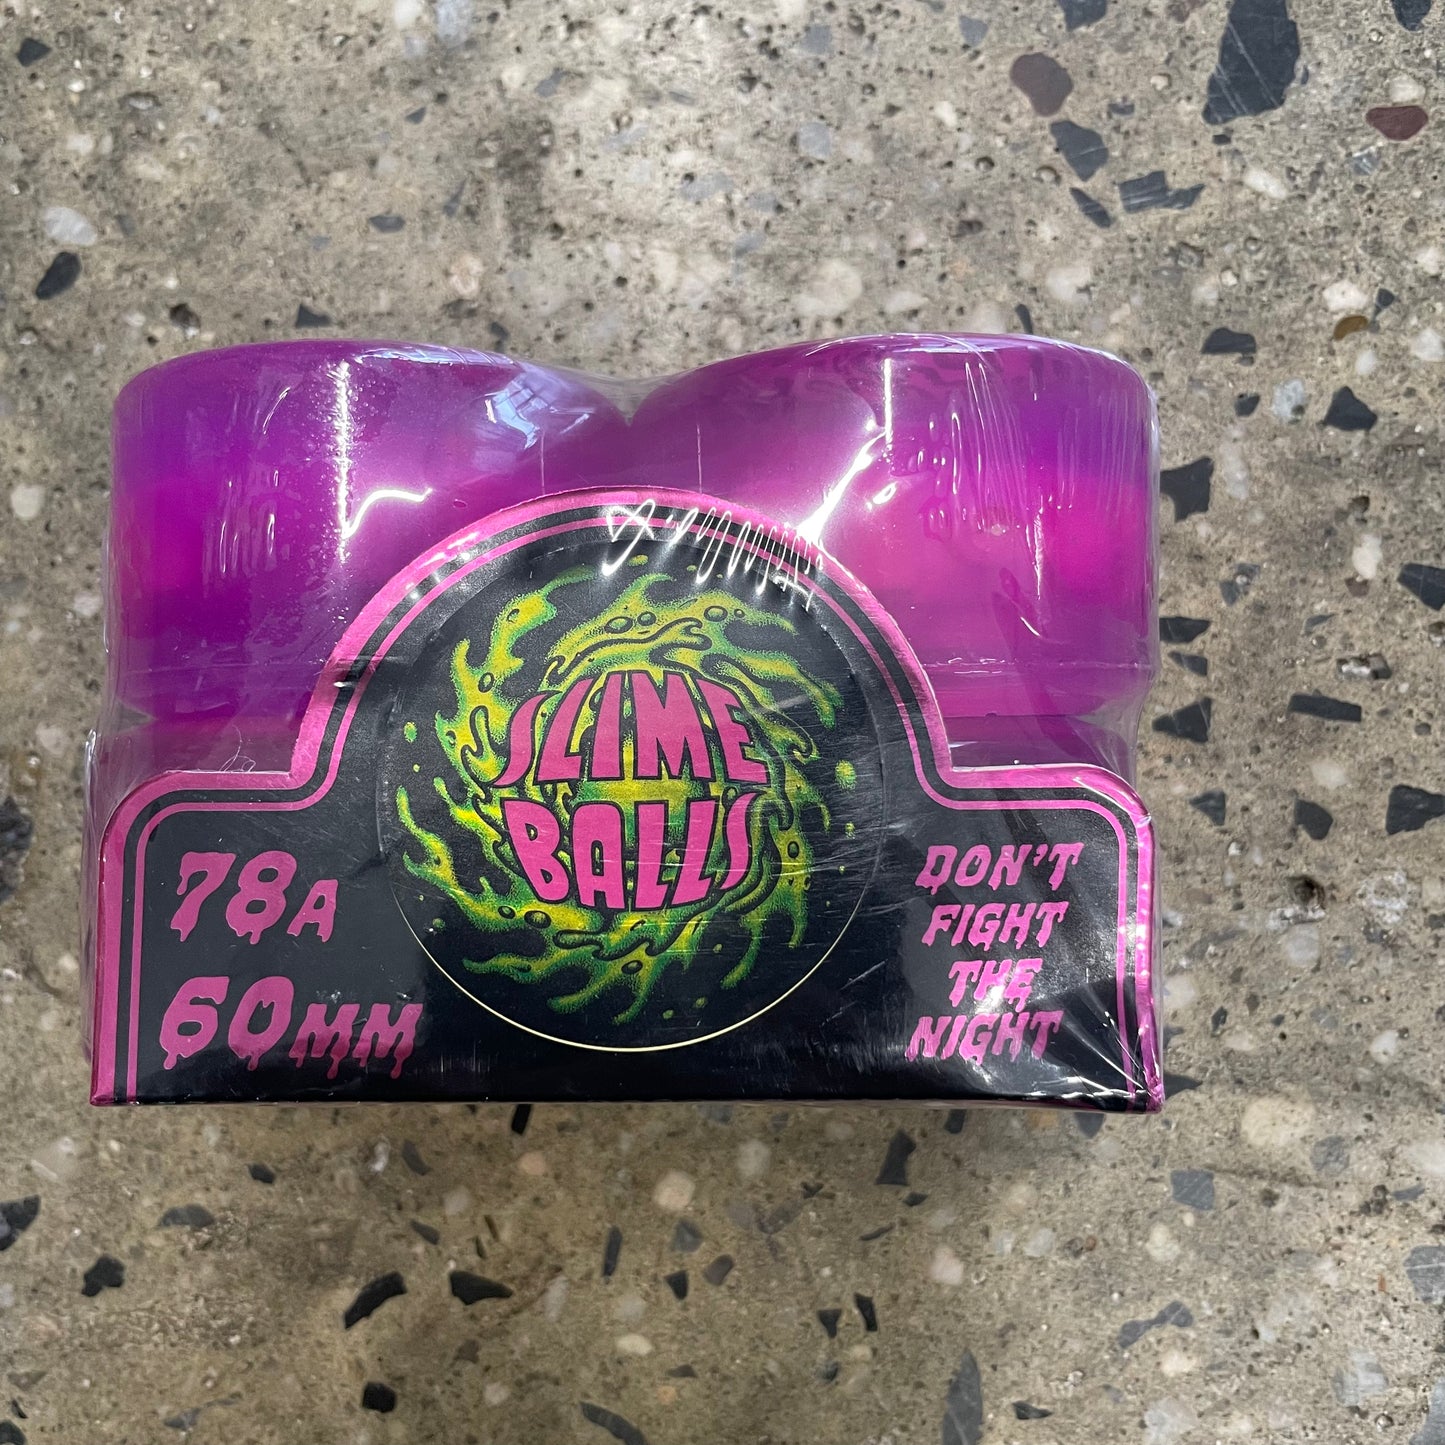 SLIME
BALLS
78A
60MM
DON'T
FIGHT
THE
NIGHT